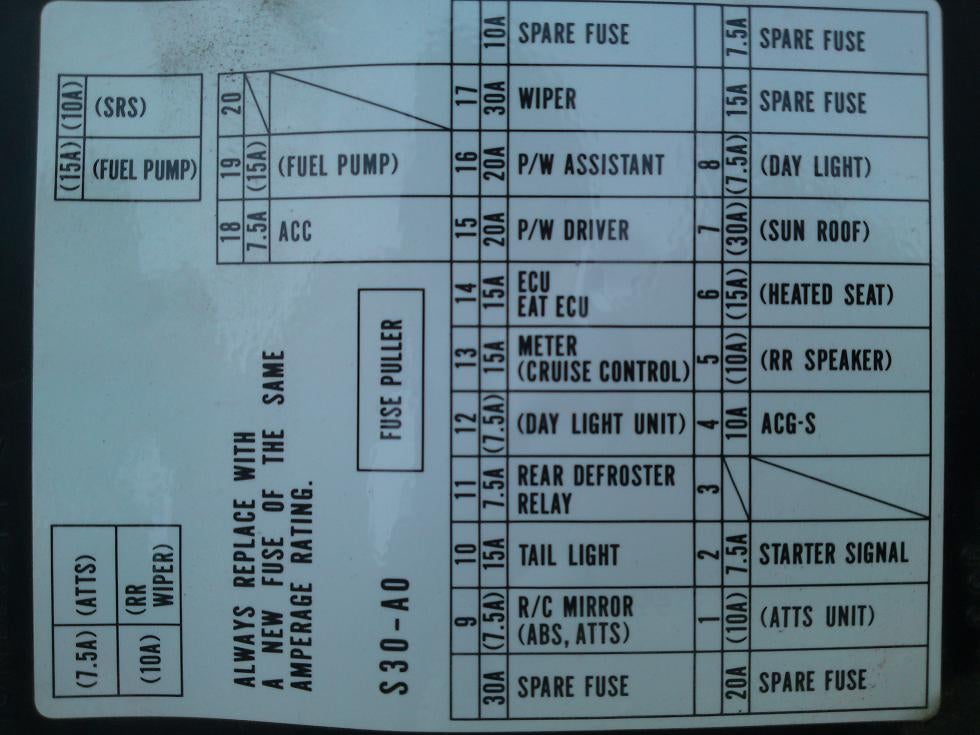 (10A) (SRS)
(15A) (FUEL PUMP)
20
19 (15A) (FUEL PUMP)
18 7.5A ACC
FUSE PULLER
ALWAYS REPLACE WITH
A NEW FUSE OF THE SAME
AMPERAGE RATING.
S30-A0
(7.5A) (ATTS)
(10A) (RR
WIPER)
10A SPARE FUSE
17 30A WIPER
16 20A P/W ASSISTANT
15 20A P/W DRIVER
14 15A ECU
EAT ECU
13 15A METER
(CRUISE CONTROL)
12 (7.5A) (DAY LIGHT UNIT)
11 7.5A REAR DEFROSTER
RELAY
10 15A TAIL LIGHT
9 (7.5A) R/C MIRROR
(ABS, ATTS)
30A SPARE FUSE
7.5A SPARE FUSE
15A SPARE FUSE
8 (7.5A) (DAY LIGHT)
7 (30A) (SUN ROOF)
6 (15A) (HEATED SEAT)
5 (10A) (RR SPEAKER)
4 10A ACG-S
3
2 7.5A STARTER SIGNAL
1 (10A) (ATTS UNIT)
20A SPARE FUSE